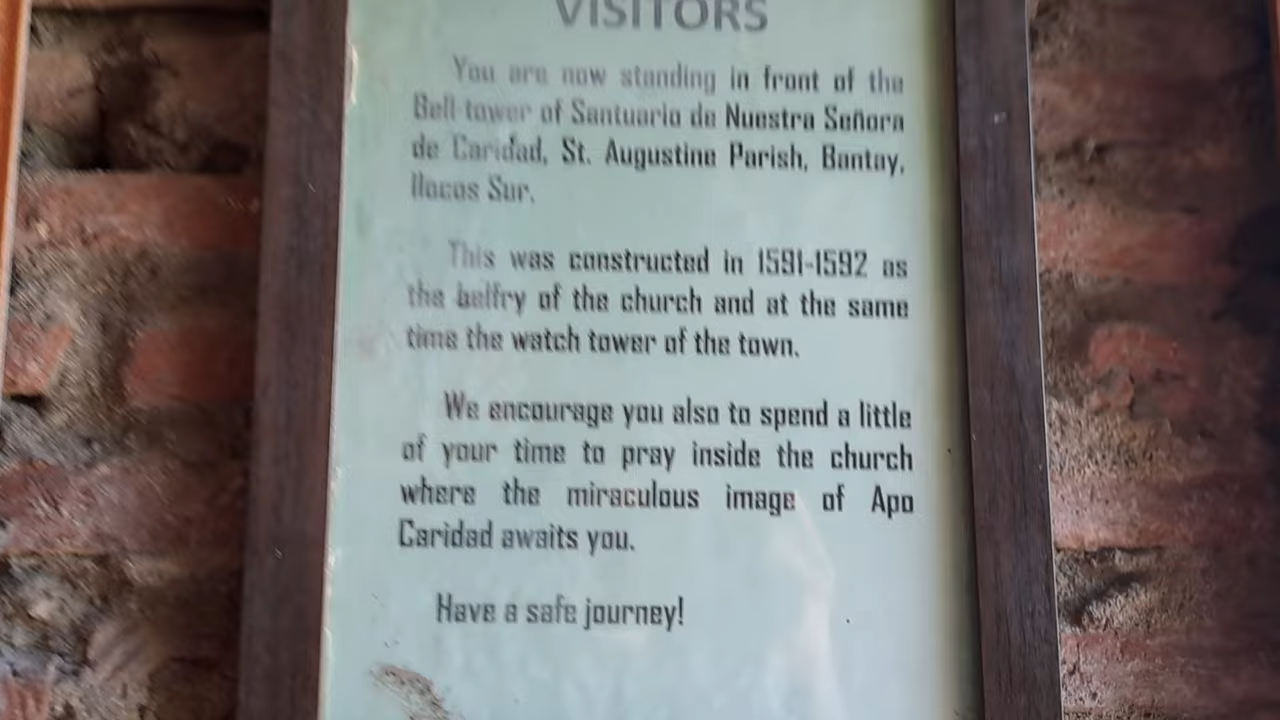 VISITORS
You are now standing in front of the
Bell tower of Santuario de Nuestra Señora
de Caridad, St. Augustine Parish, Bantay,
Ilocos Sur.
This was constructed in 1591-1592 as
the belfry of the church and at the same
time the watch tower of the town.
We encourage you also to spend a little
of your time to pray inside the church
where the miraculous image of Apo
Caridad awaits you.
Have a safe journey!